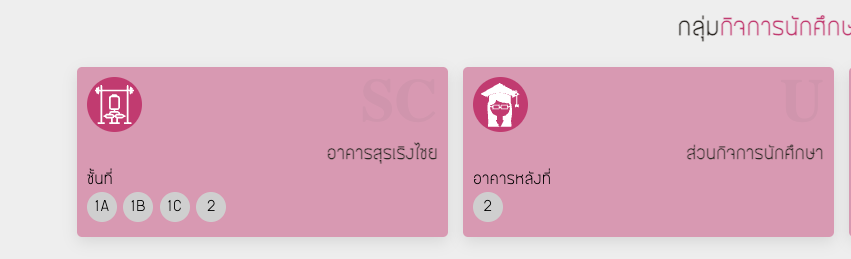 กลุ่มกิจการนักศึกษ
SC
อาคารสุรเริงไชย
ชั้นที่
1A 1B 1C 2
U
ส่วนกิจการนักศึกษา
อาคารหลังที่
2